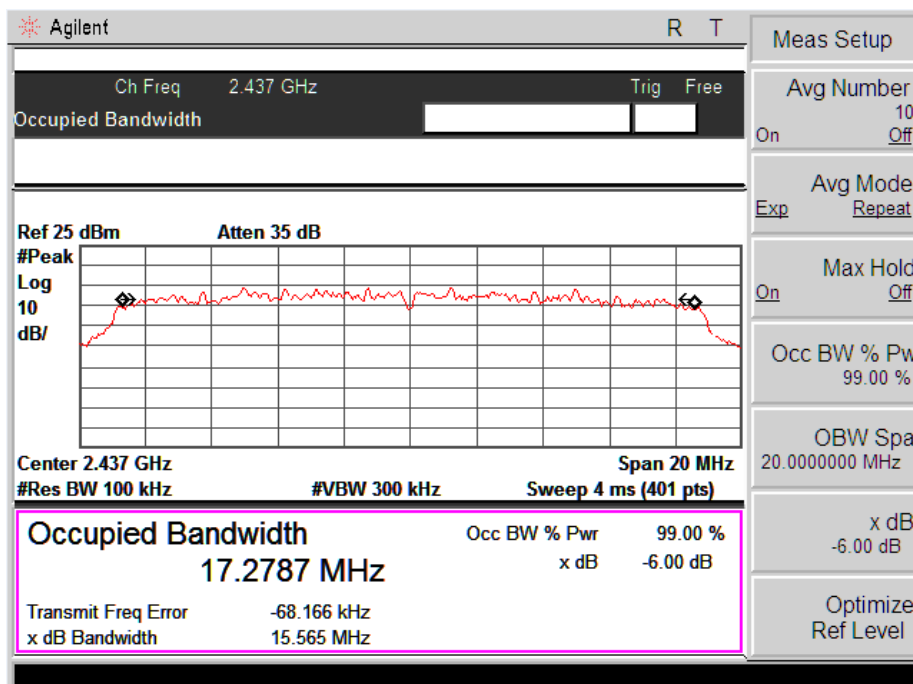 Agilent R T
Ch Freq 2.437 GHz Trig Free
Occupied Bandwidth
Ref 25 dBm Atten 35 dB
#Peak
Log
10
dB/
Center 2.437 GHz Span 20 MHz
#Res BW 100 kHz #VBW 300 kHz Sweep 4 ms (401 pts)
Occupied Bandwidth Occ BW % Pwr 99.00 %
17.2787 MHz x dB -6.00 dB
Transmit Freq Error -68.166 kHz
x dB Bandwidth 15.565 MHz
Meas Setup
Avg Number
10
On Off
Avg Mode
Exp Repeat
Max Hold
On Off
Occ BW % Pw
99.00 %
OBW Spa
20.0000000 MHz
x dB
-6.00 dB
Optimize
Ref Level